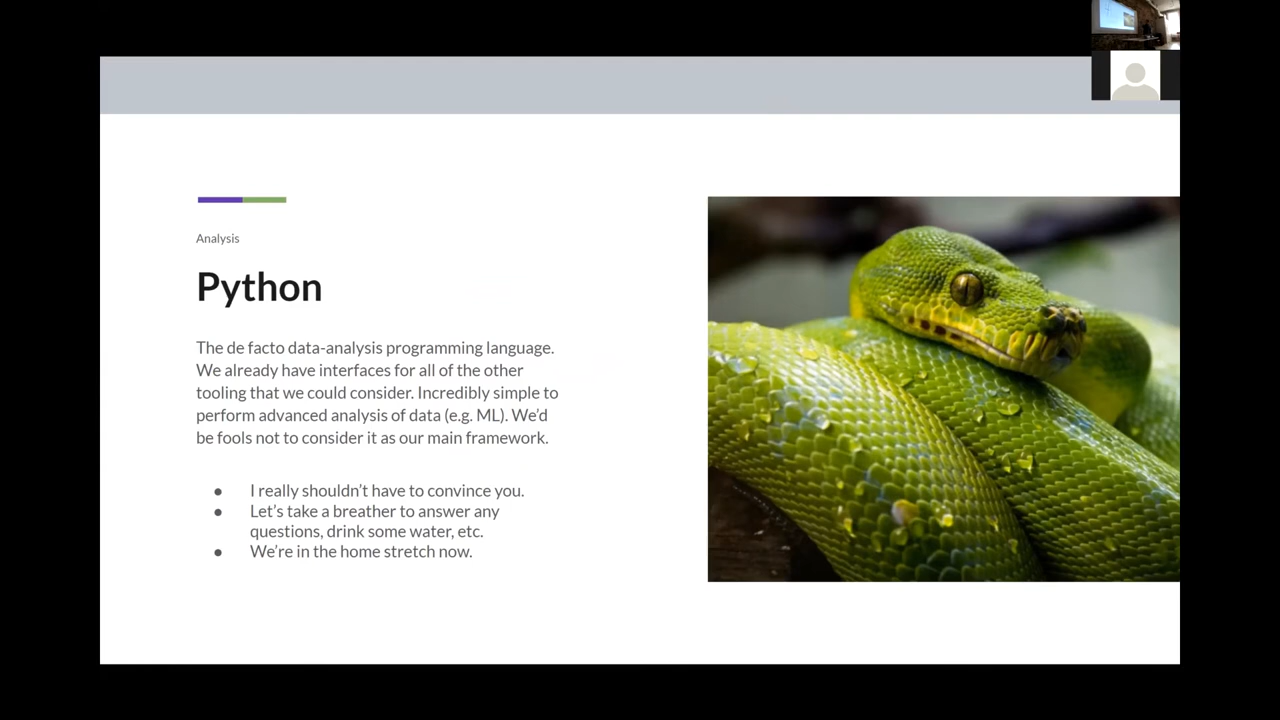 Analysis
Python
The de facto data-analysis programming language.
We already have interfaces for all of the other
tooling that we could consider. Incredibly simple to
perform advanced analysis of data (e.g. ML). We’d
be fools not to consider it as our main framework.
● I really shouldn’t have to convince you.
● Let’s take a breather to answer any
questions, drink some water, etc.
● We’re in the home stretch now.